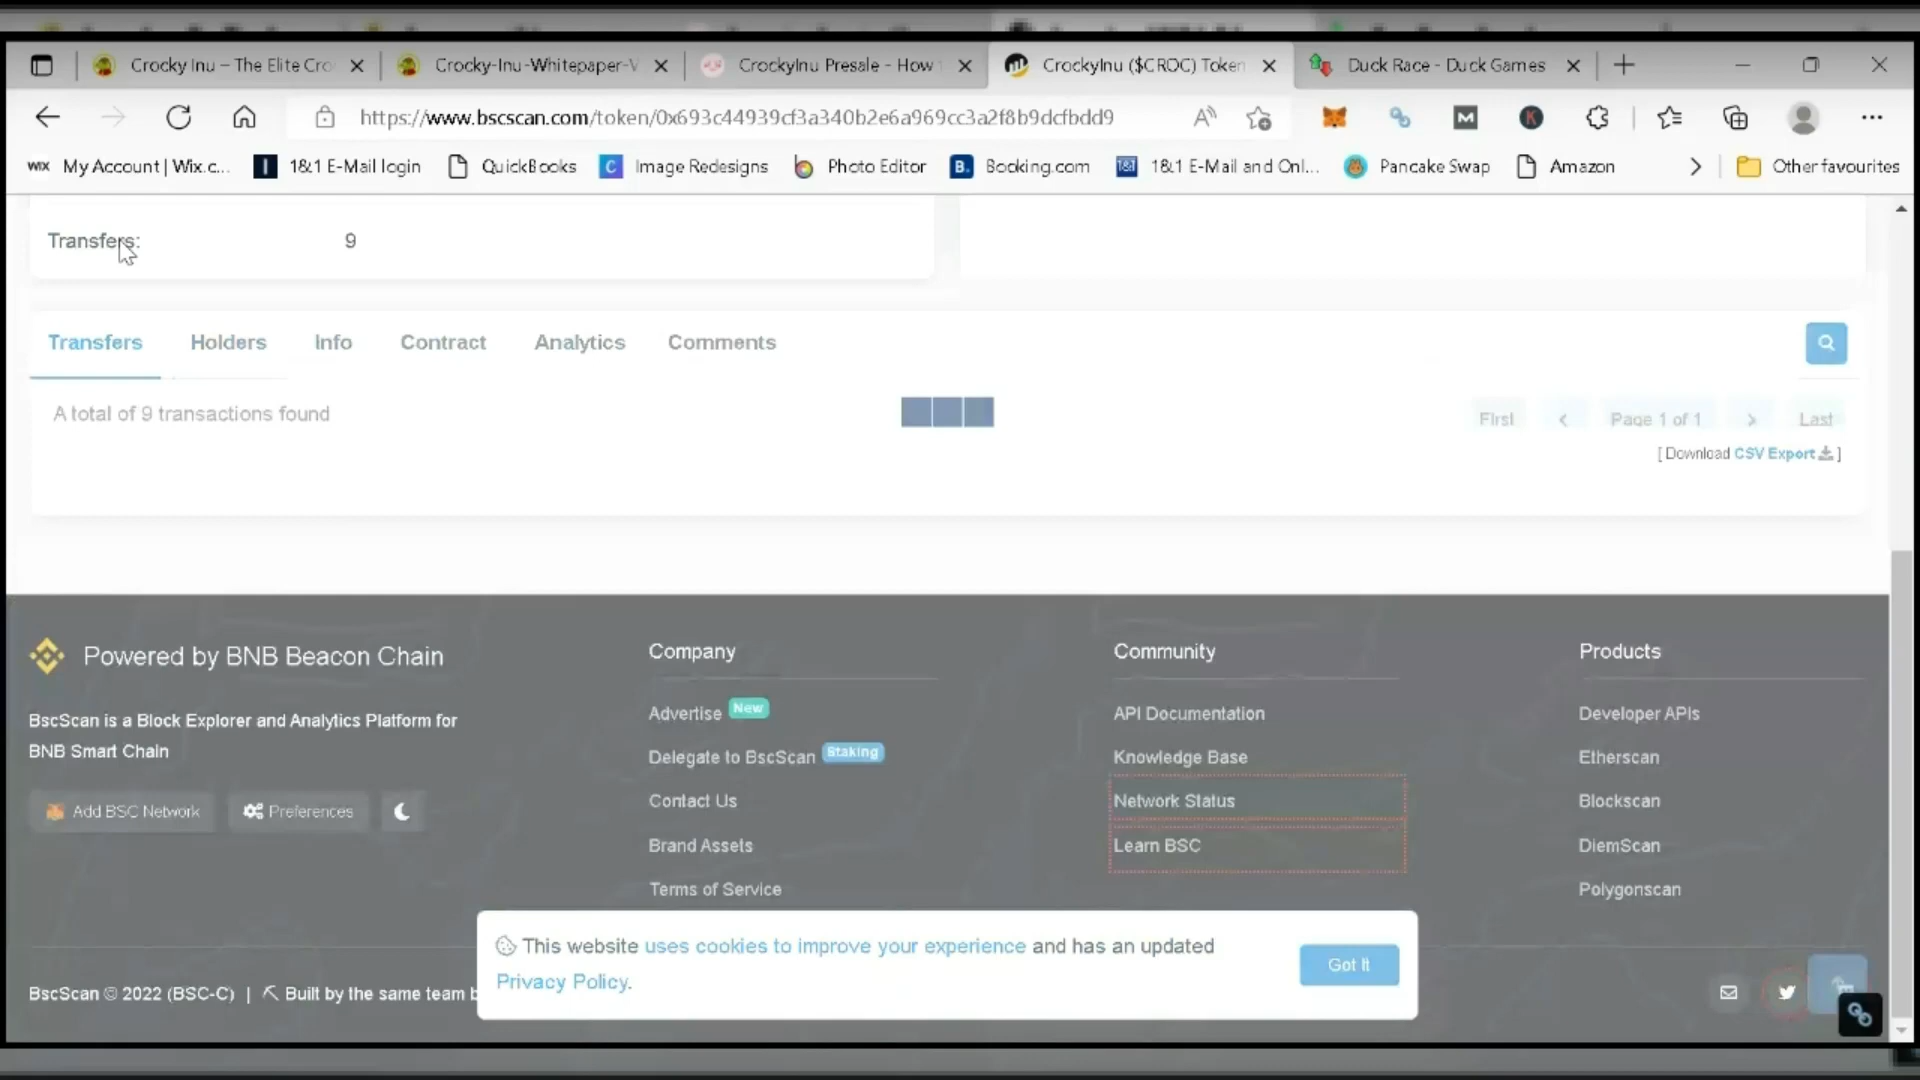 Crocky Inu – The Elite Cro
Crocky-Inu-Whitepaper-V
CrockyInu Presale - How
CrockyInu ($CROC) Token
Duck Race - Duck Games
https://www.bscscan.com/token/0x693c44939cf3a340b2e6a969cc3a2f8b9dcfbdd9
WIX My Account | Wix.c...
1&1 E-Mail login
QuickBooks
Image Redesigns
Photo Editor
B. Booking.com
1&1 E-Mail and Onl...
Pancake Swap
Amazon
Other favourites
Transfers: 9
Transfers Holders Info Contract Analytics Comments
A total of 9 transactions found
First < Page 1 of 1 > Last
[ Download CSV Export ]
Powered by BNB Beacon Chain
BscScan is a Block Explorer and Analytics Platform for
BNB Smart Chain
Add BSC Network
Preferences
Company
Advertise New
Delegate to BscScan Staking
Contact Us
Brand Assets
Terms of Service
Community
API Documentation
Knowledge Base
Network Status
Learn BSC
Products
Developer APIs
Etherscan
Blockscan
DiemScan
Polygonscan
This website uses cookies to improve your experience and has an updated
Privacy Policy.
Got It
BscScan © 2022 (BSC-C) | Built by the same team b